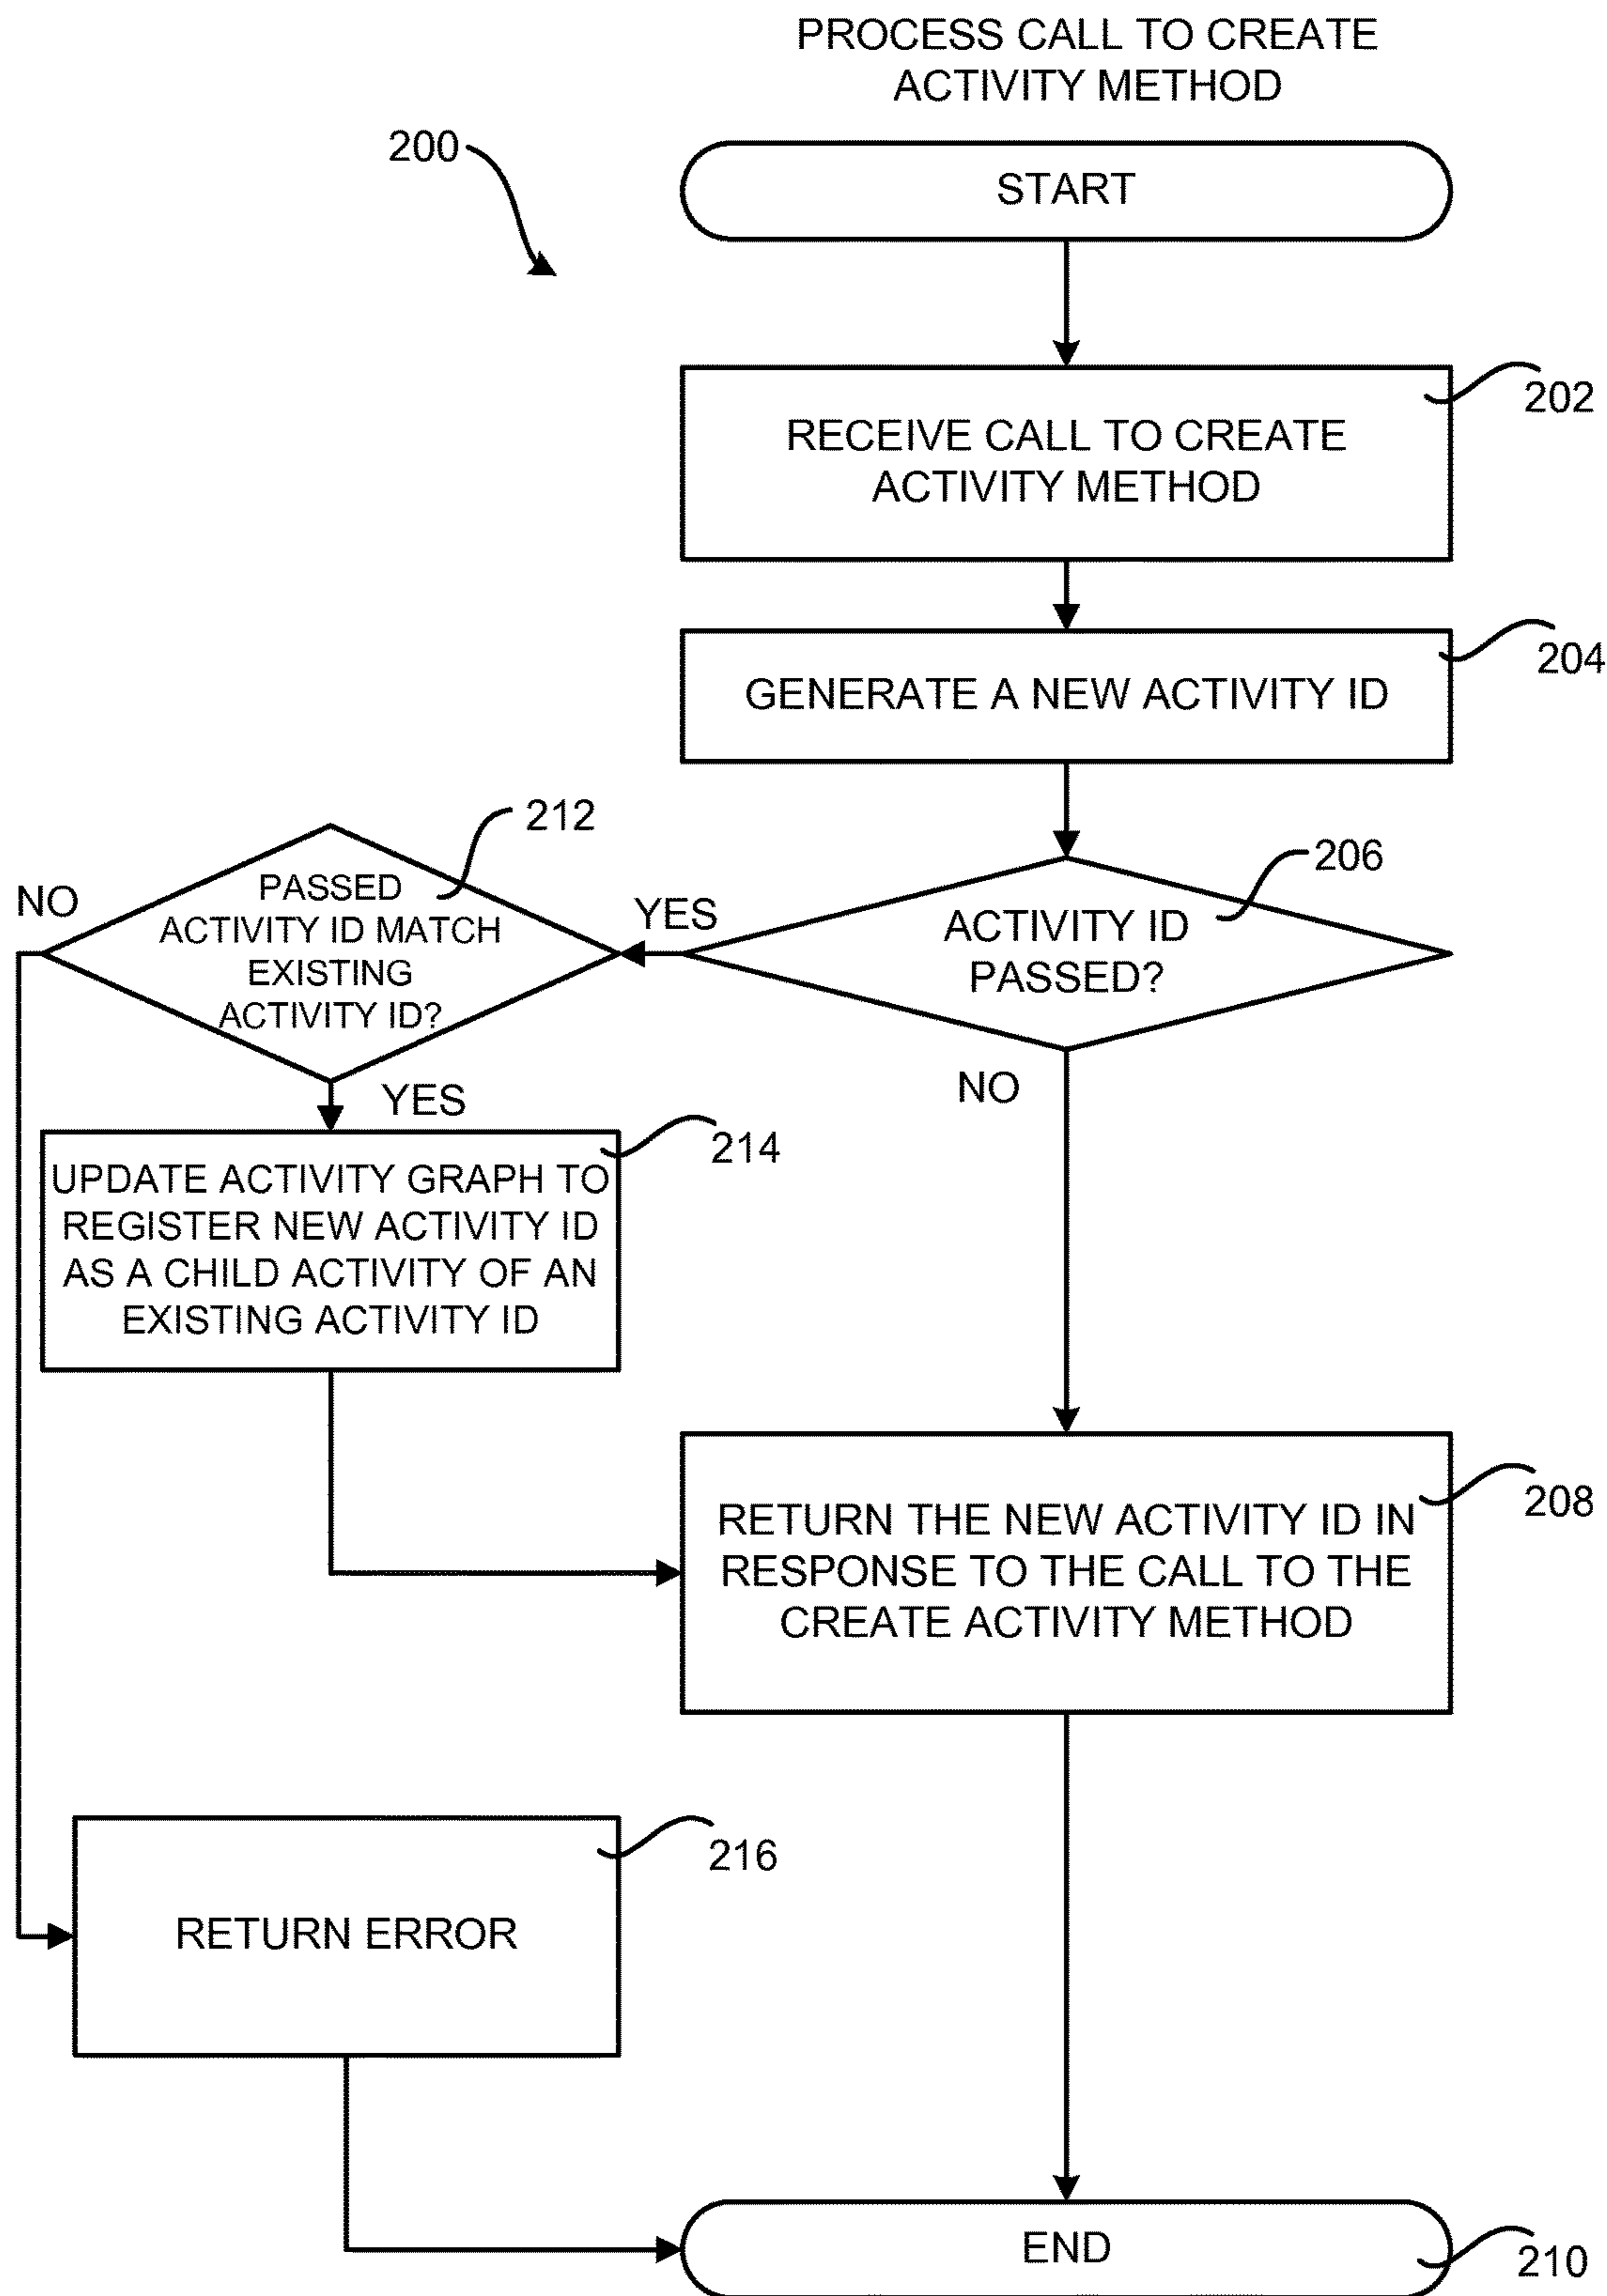 PROCESS CALL TO CREATE
ACTIVITY METHOD
200
START
202
RECEIVE CALL TO CREATE
ACTIVITY METHOD
204
GENERATE A NEW ACTIVITY ID
212
206
NO
PASSED
ACTIVITY ID MATCH
EXISTING
ACTIVITY ID?
YES
ACTIVITY ID
PASSED?
YES
NO
214
UPDATE ACTIVITY GRAPH TO
REGISTER NEW ACTIVITY ID
AS A CHILD ACTIVITY OF AN
EXISTING ACTIVITY ID
208
RETURN THE NEW ACTIVITY ID IN
RESPONSE TO THE CALL TO THE
CREATE ACTIVITY METHOD
216
RETURN ERROR
END
210